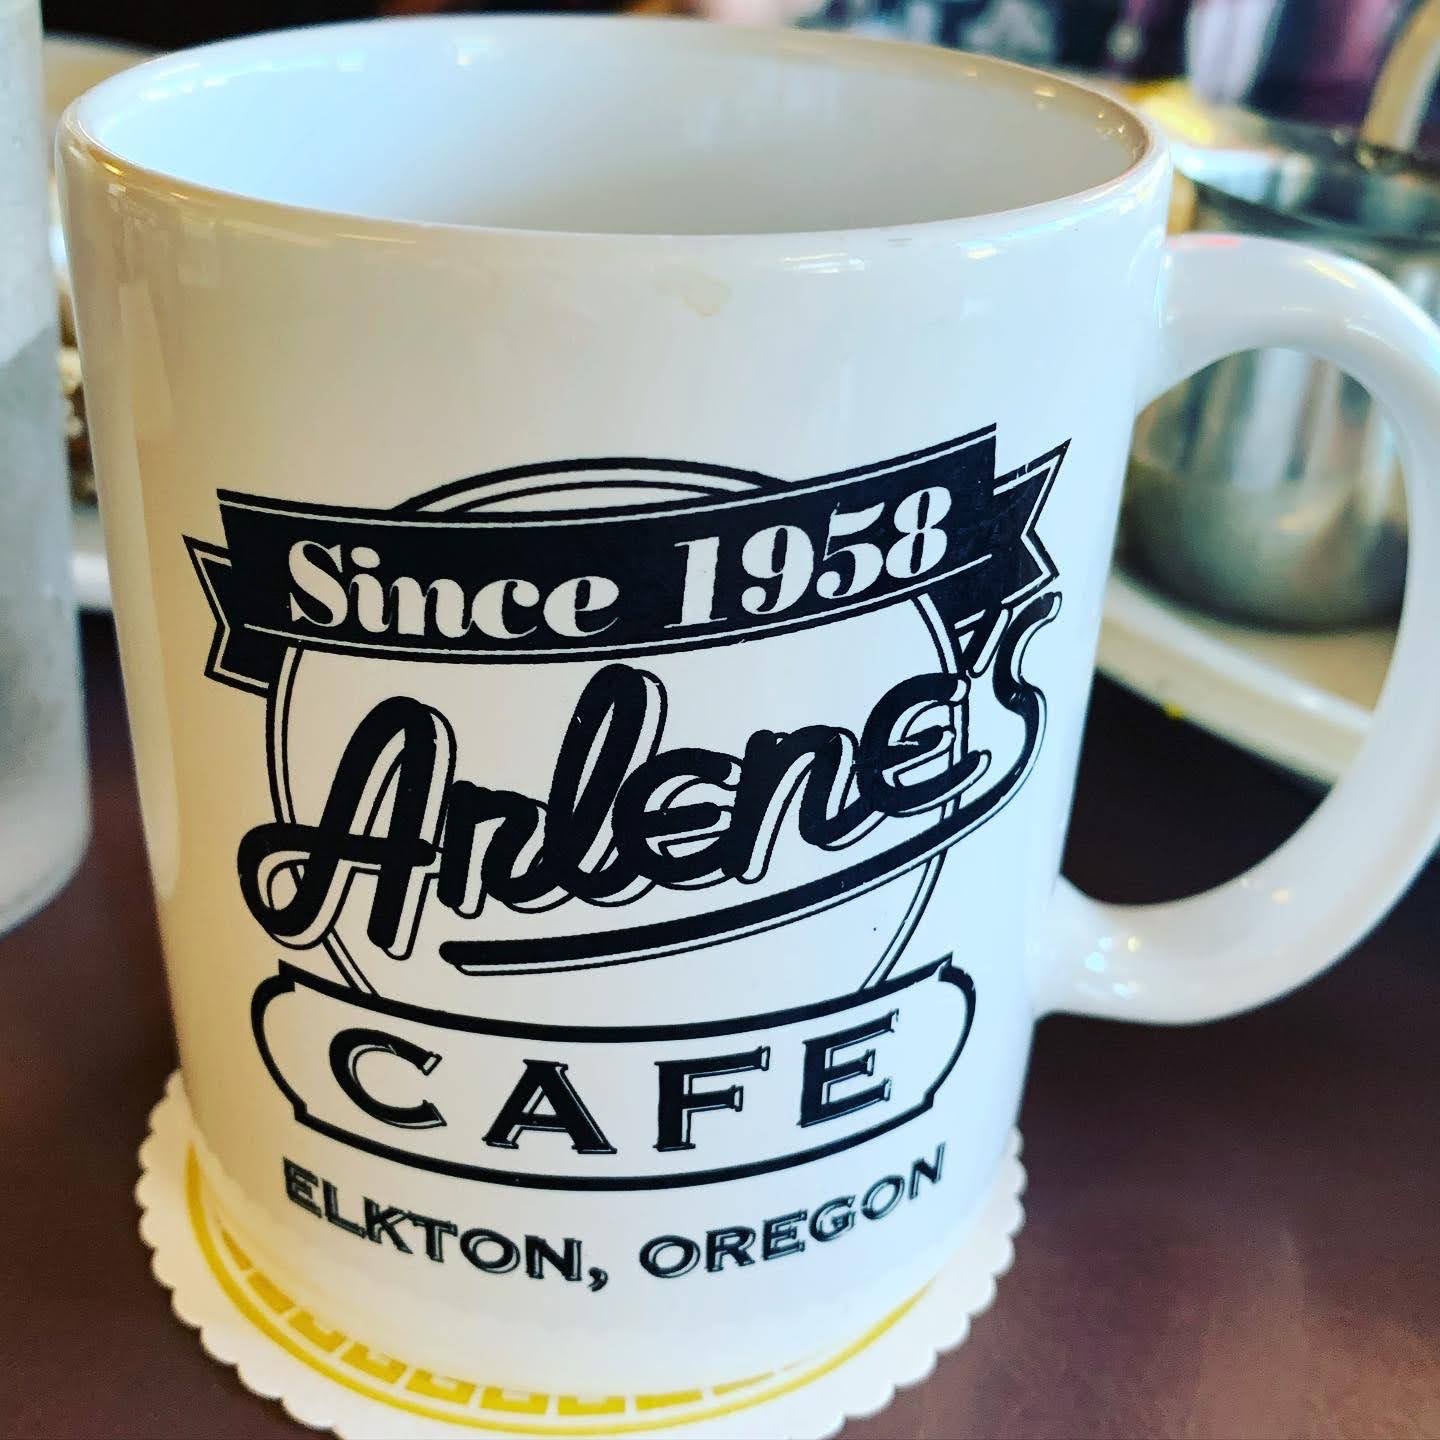 Since 1958
Arlene's
CAFE
ELKTON, OREGON